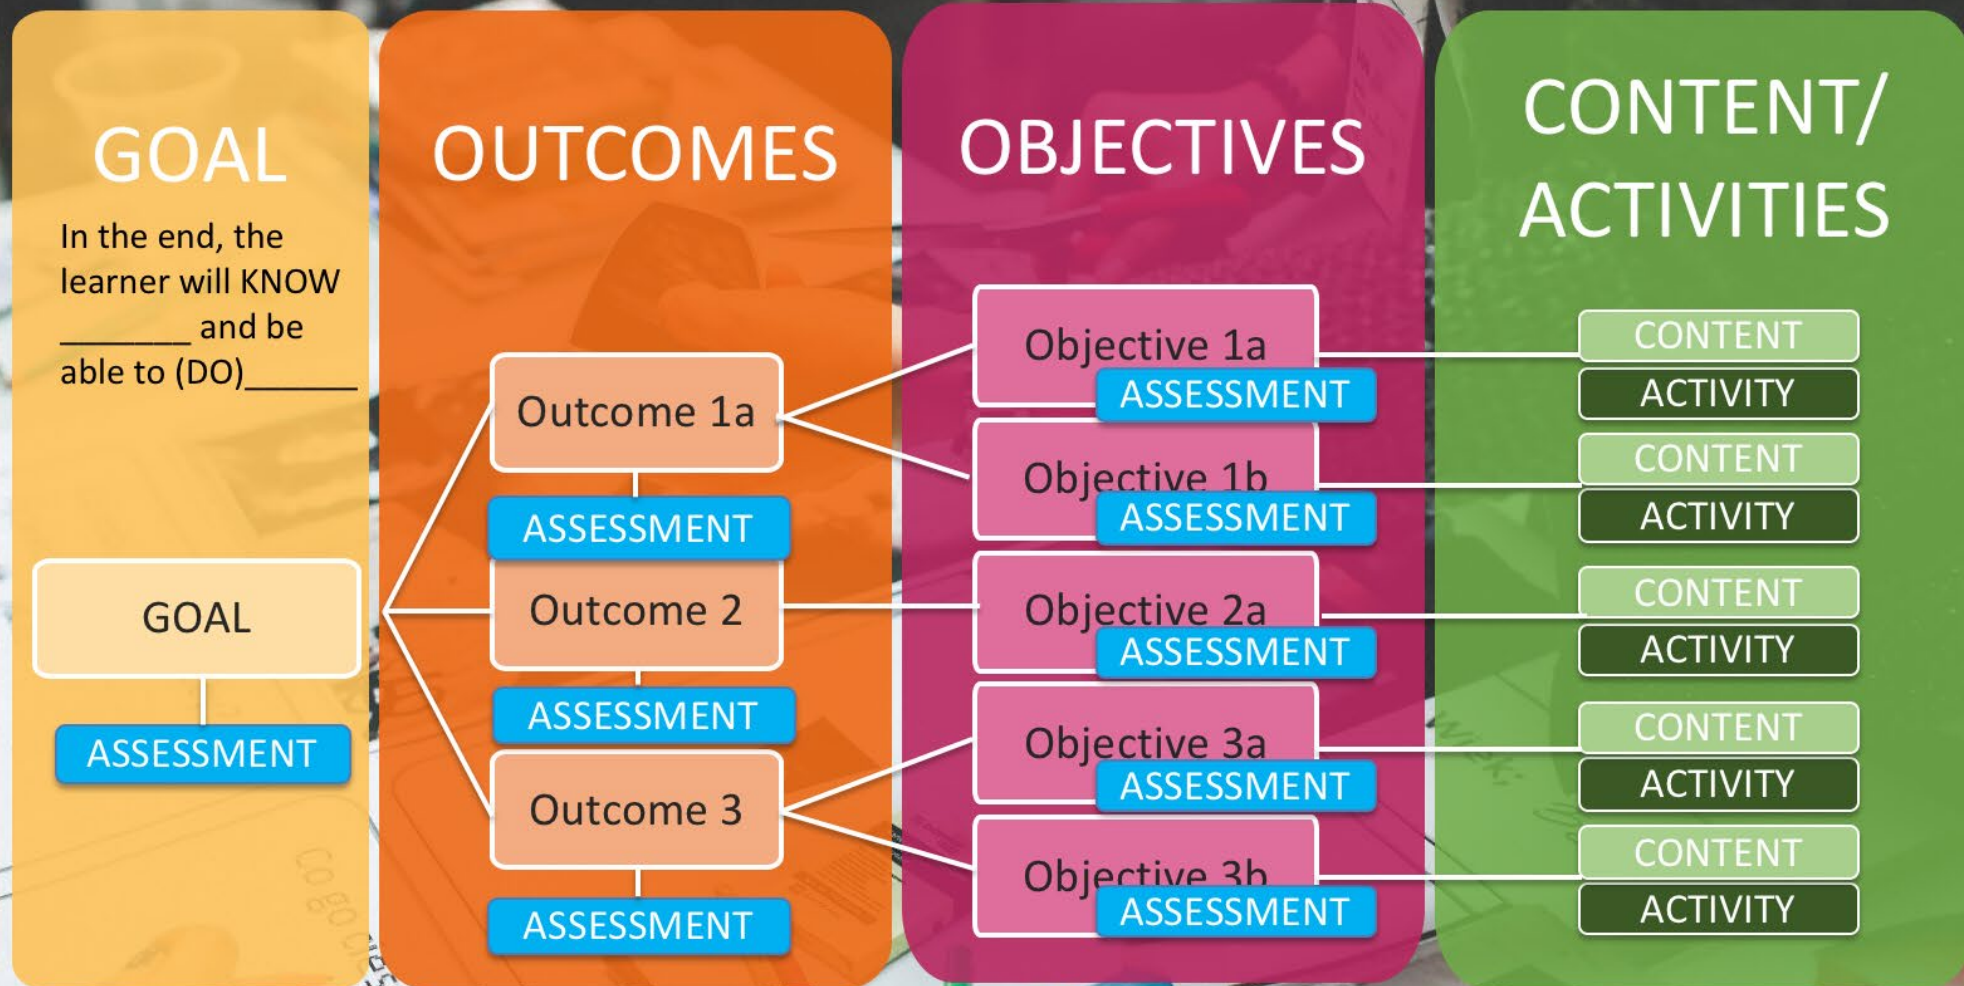 GOAL
In the end, the
learner will KNOW
_______ and be
able to (DO)______
GOAL
ASSESSMENT
OUTCOMES
Outcome 1a
ASSESSMENT
Outcome 2
ASSESSMENT
Outcome 3
ASSESSMENT
OBJECTIVES
Objective 1a
ASSESSMENT
Objective 1b
ASSESSMENT
Objective 2a
ASSESSMENT
Objective 3a
ASSESSMENT
Objective 3b
ASSESSMENT
CONTENT/
ACTIVITIES
CONTENT
ACTIVITY
CONTENT
ACTIVITY
CONTENT
ACTIVITY
CONTENT
ACTIVITY
CONTENT
ACTIVITY